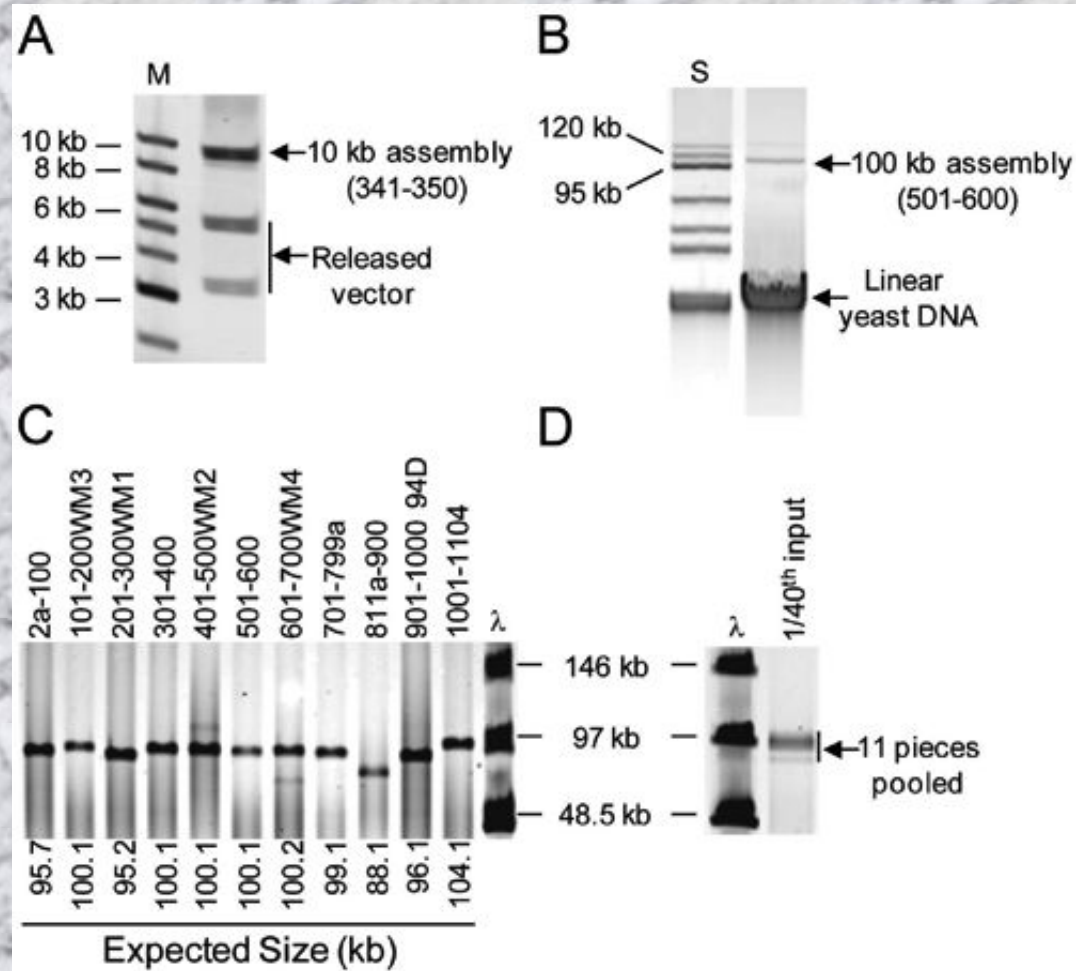 A
M
10 kb
8 kb
6 kb
4 kb
3 kb
10 kb assembly
(341-350)
Released
vector
B
S
120 kb
95 kb
100 kb assembly
(501-600)
Linear
yeast DNA
C
2a-100
101-200WM3
201-300WM1
301-400
401-500WM2
501-600
601-700WM4
701-799a
811a-900
901-1000 94D
1001-1104
λ
95.7
100.1
95.2
100.1
100.1
100.1
100.2
99.1
88.1
96.1
104.1
Expected Size (kb)
146 kb
97 kb
48.5 kb
D
λ
1/40th input
11 pieces
pooled